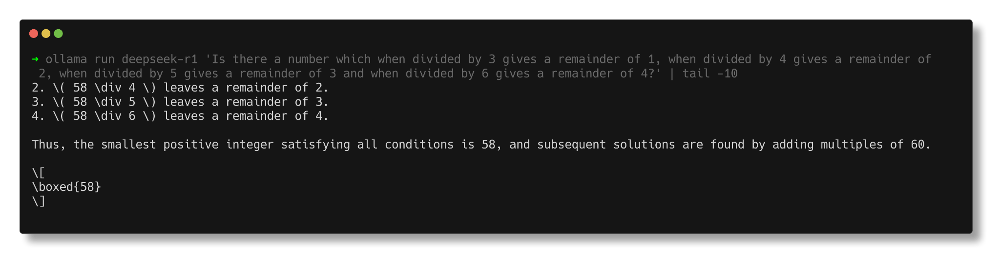 ➜ ollama run deepseek-r1 'Is there a number which when divided by 3 gives a remainder of 1, when divided by 4 gives a remainder of
2, when divided by 5 gives a remainder of 3 and when divided by 6 gives a remainder of 4?' | tail -10
2. \( 58 \div 4 \) leaves a remainder of 2.
3. \( 58 \div 5 \) leaves a remainder of 3.
4. \( 58 \div 6 \) leaves a remainder of 4.

Thus, the smallest positive integer satisfying all conditions is 58, and subsequent solutions are found by adding multiples of 60.

\[
\boxed{58}
\]